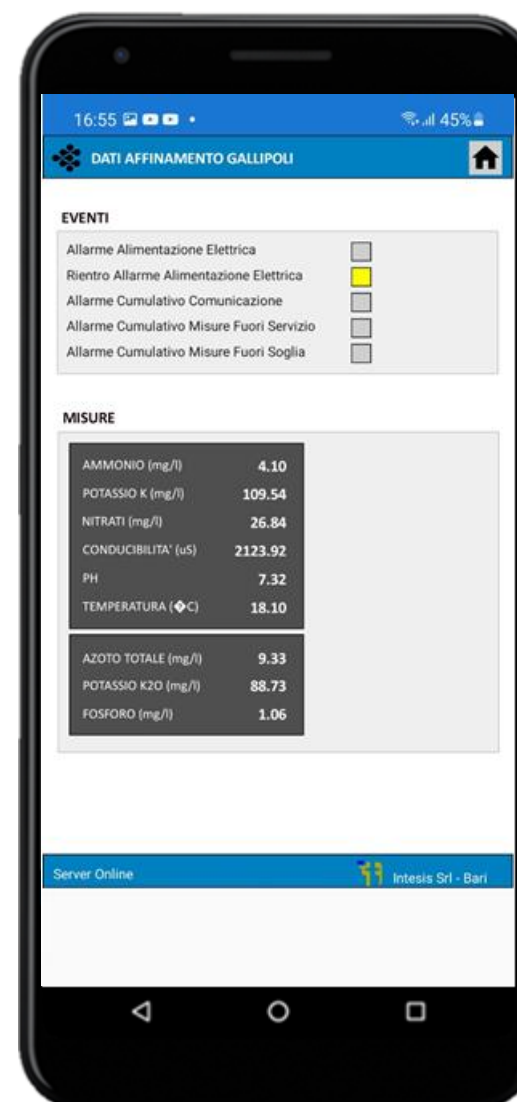 16:55
45%
DATI AFFINAMENTO GALLIPOLI
EVENTI
Allarme Alimentazione Elettrica
Rientro Allarme Alimentazione Elettrica
Allarme Cumulativo Comunicazione
Allarme Cumulativo Misure Fuori Servizio
Allarme Cumulativo Misure Fuori Soglia
MISURE
AMMONIO (mg/l) 4.10
POTASSIO K (mg/l) 109.54
NITRATI (mg/l) 26.84
CONDUCIBILITA' (uS) 2123.92
PH 7.32
TEMPERATURA (�C) 18.10
AZOTO TOTALE (mg/l) 9.33
POTASSIO K2O (mg/l) 88.73
FOSFORO (mg/l) 1.06
Server Online
Intesis Srl - Bari